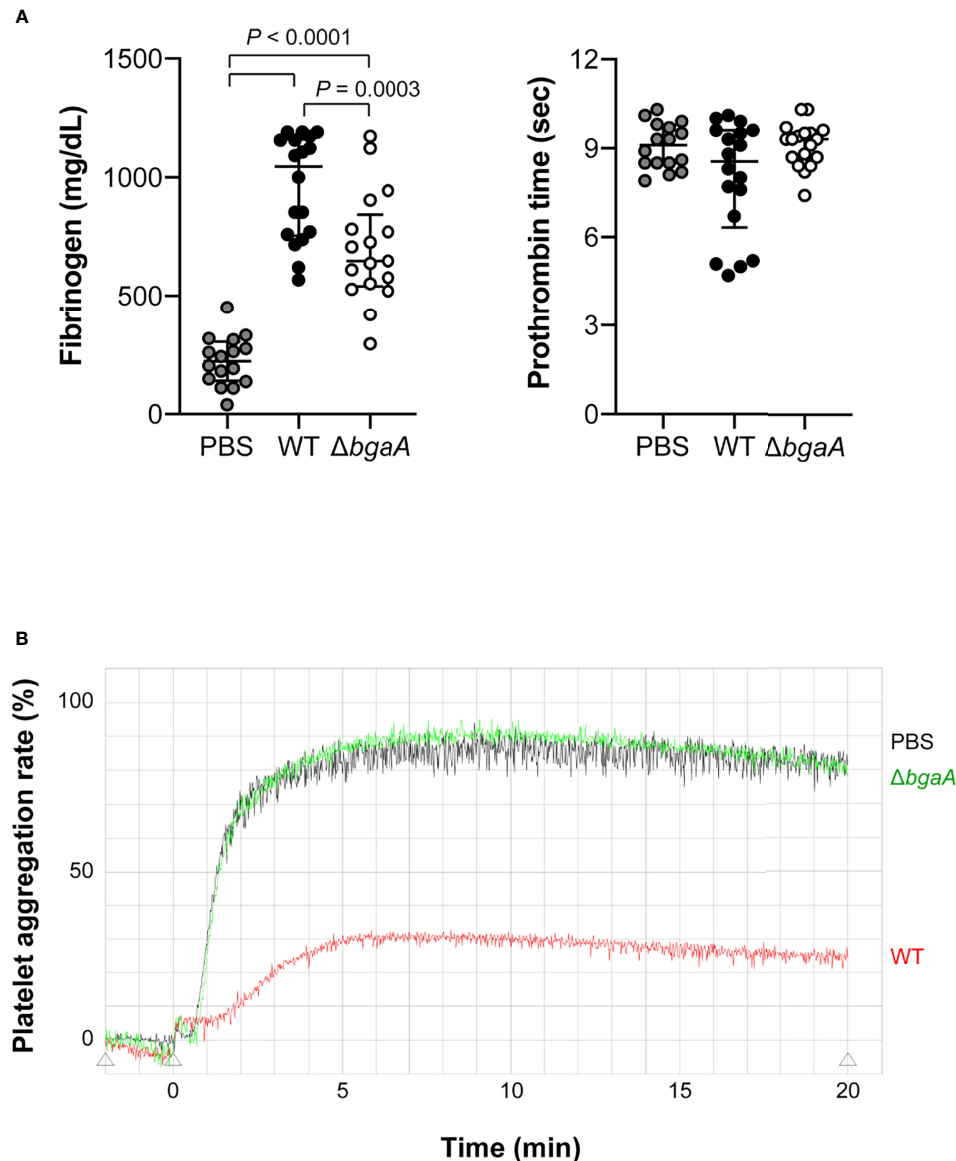 A
P < 0.0001
P = 0.0003
Fibrinogen (mg/dL)
1500
1000
500
0
PBS WT ΔbgaA
Prothrombin time (sec)
12
9
6
3
0
PBS WT ΔbgaA
B
Platelet aggregation rate (%)
100
50
0
PBS
ΔbgaA
WT
0 5 10 15 20
Time (min)